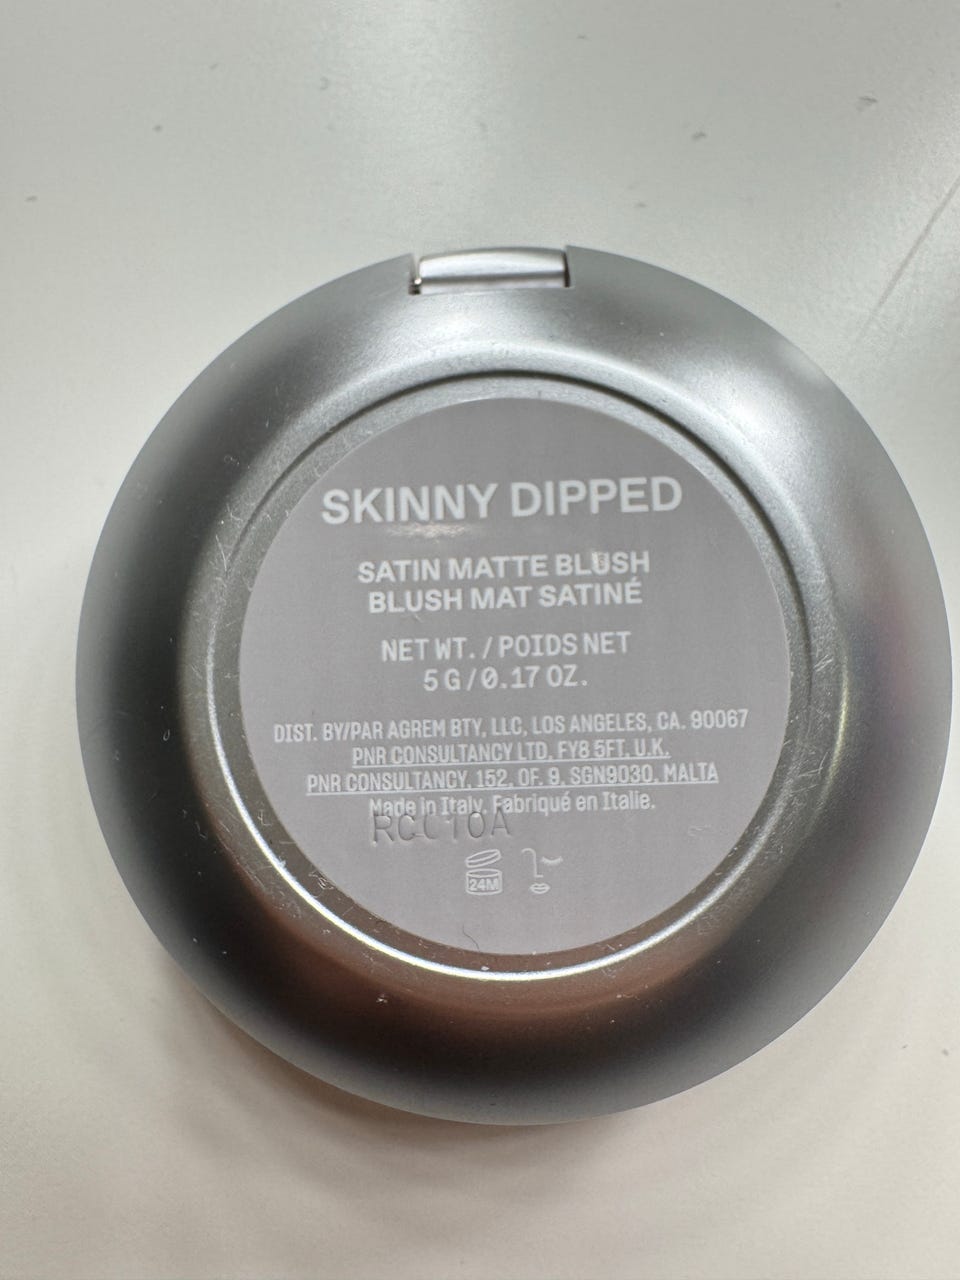 SKINNY DIPPED
SATIN MATTE BLUSH
BLUSH MAT SATINÉ
NET WT. / POIDS NET
5 G / 0.17 OZ.
DIST. BY/PAR AGREM BTY, LLC, LOS ANGELES, CA. 90067
PNR CONSULTANCY LTD. FY8 5FT. U.K.
PNR CONSULTANCY. 152. OF. 9. SGN9030. MALTA
Made in Italy. Fabriqué en Italie.
24M